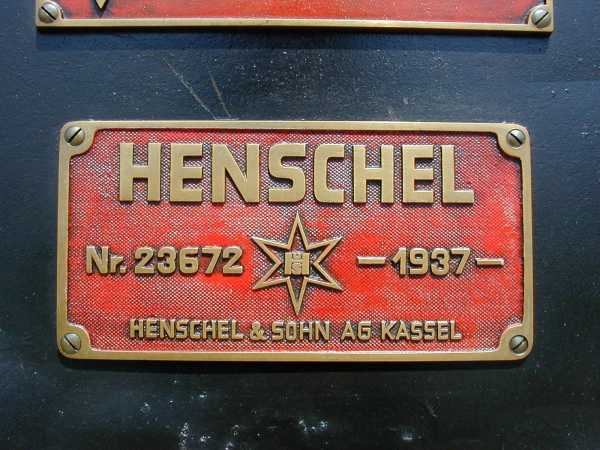 HENSCHEL
Nr. 23672 — 1937 —
HENSCHEL & SOHN AG KASSEL